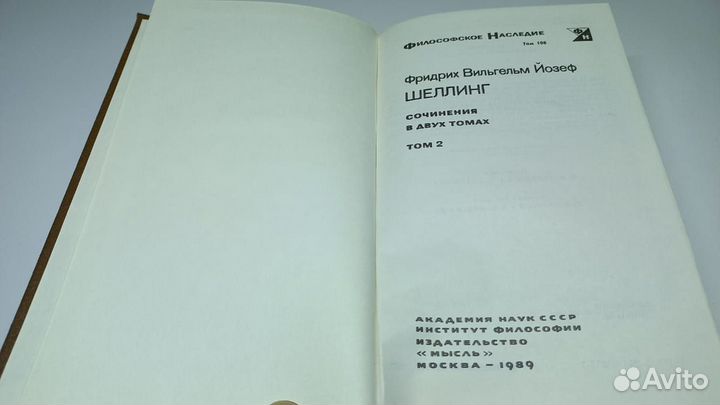 Философское Наследие
Том 108
Ф
Н
Фридрих Вильгельм Йозеф
ШЕЛЛИНГ
СОЧИНЕНИЯ
В ДВУХ ТОМАХ
ТОМ 2
АКАДЕМИЯ НАУК СССР
ИНСТИТУТ ФИЛОСОФИИ
ИЗДАТЕЛЬСТВО
«МЫСЛЬ»
МОСКВА – 1989
Avito